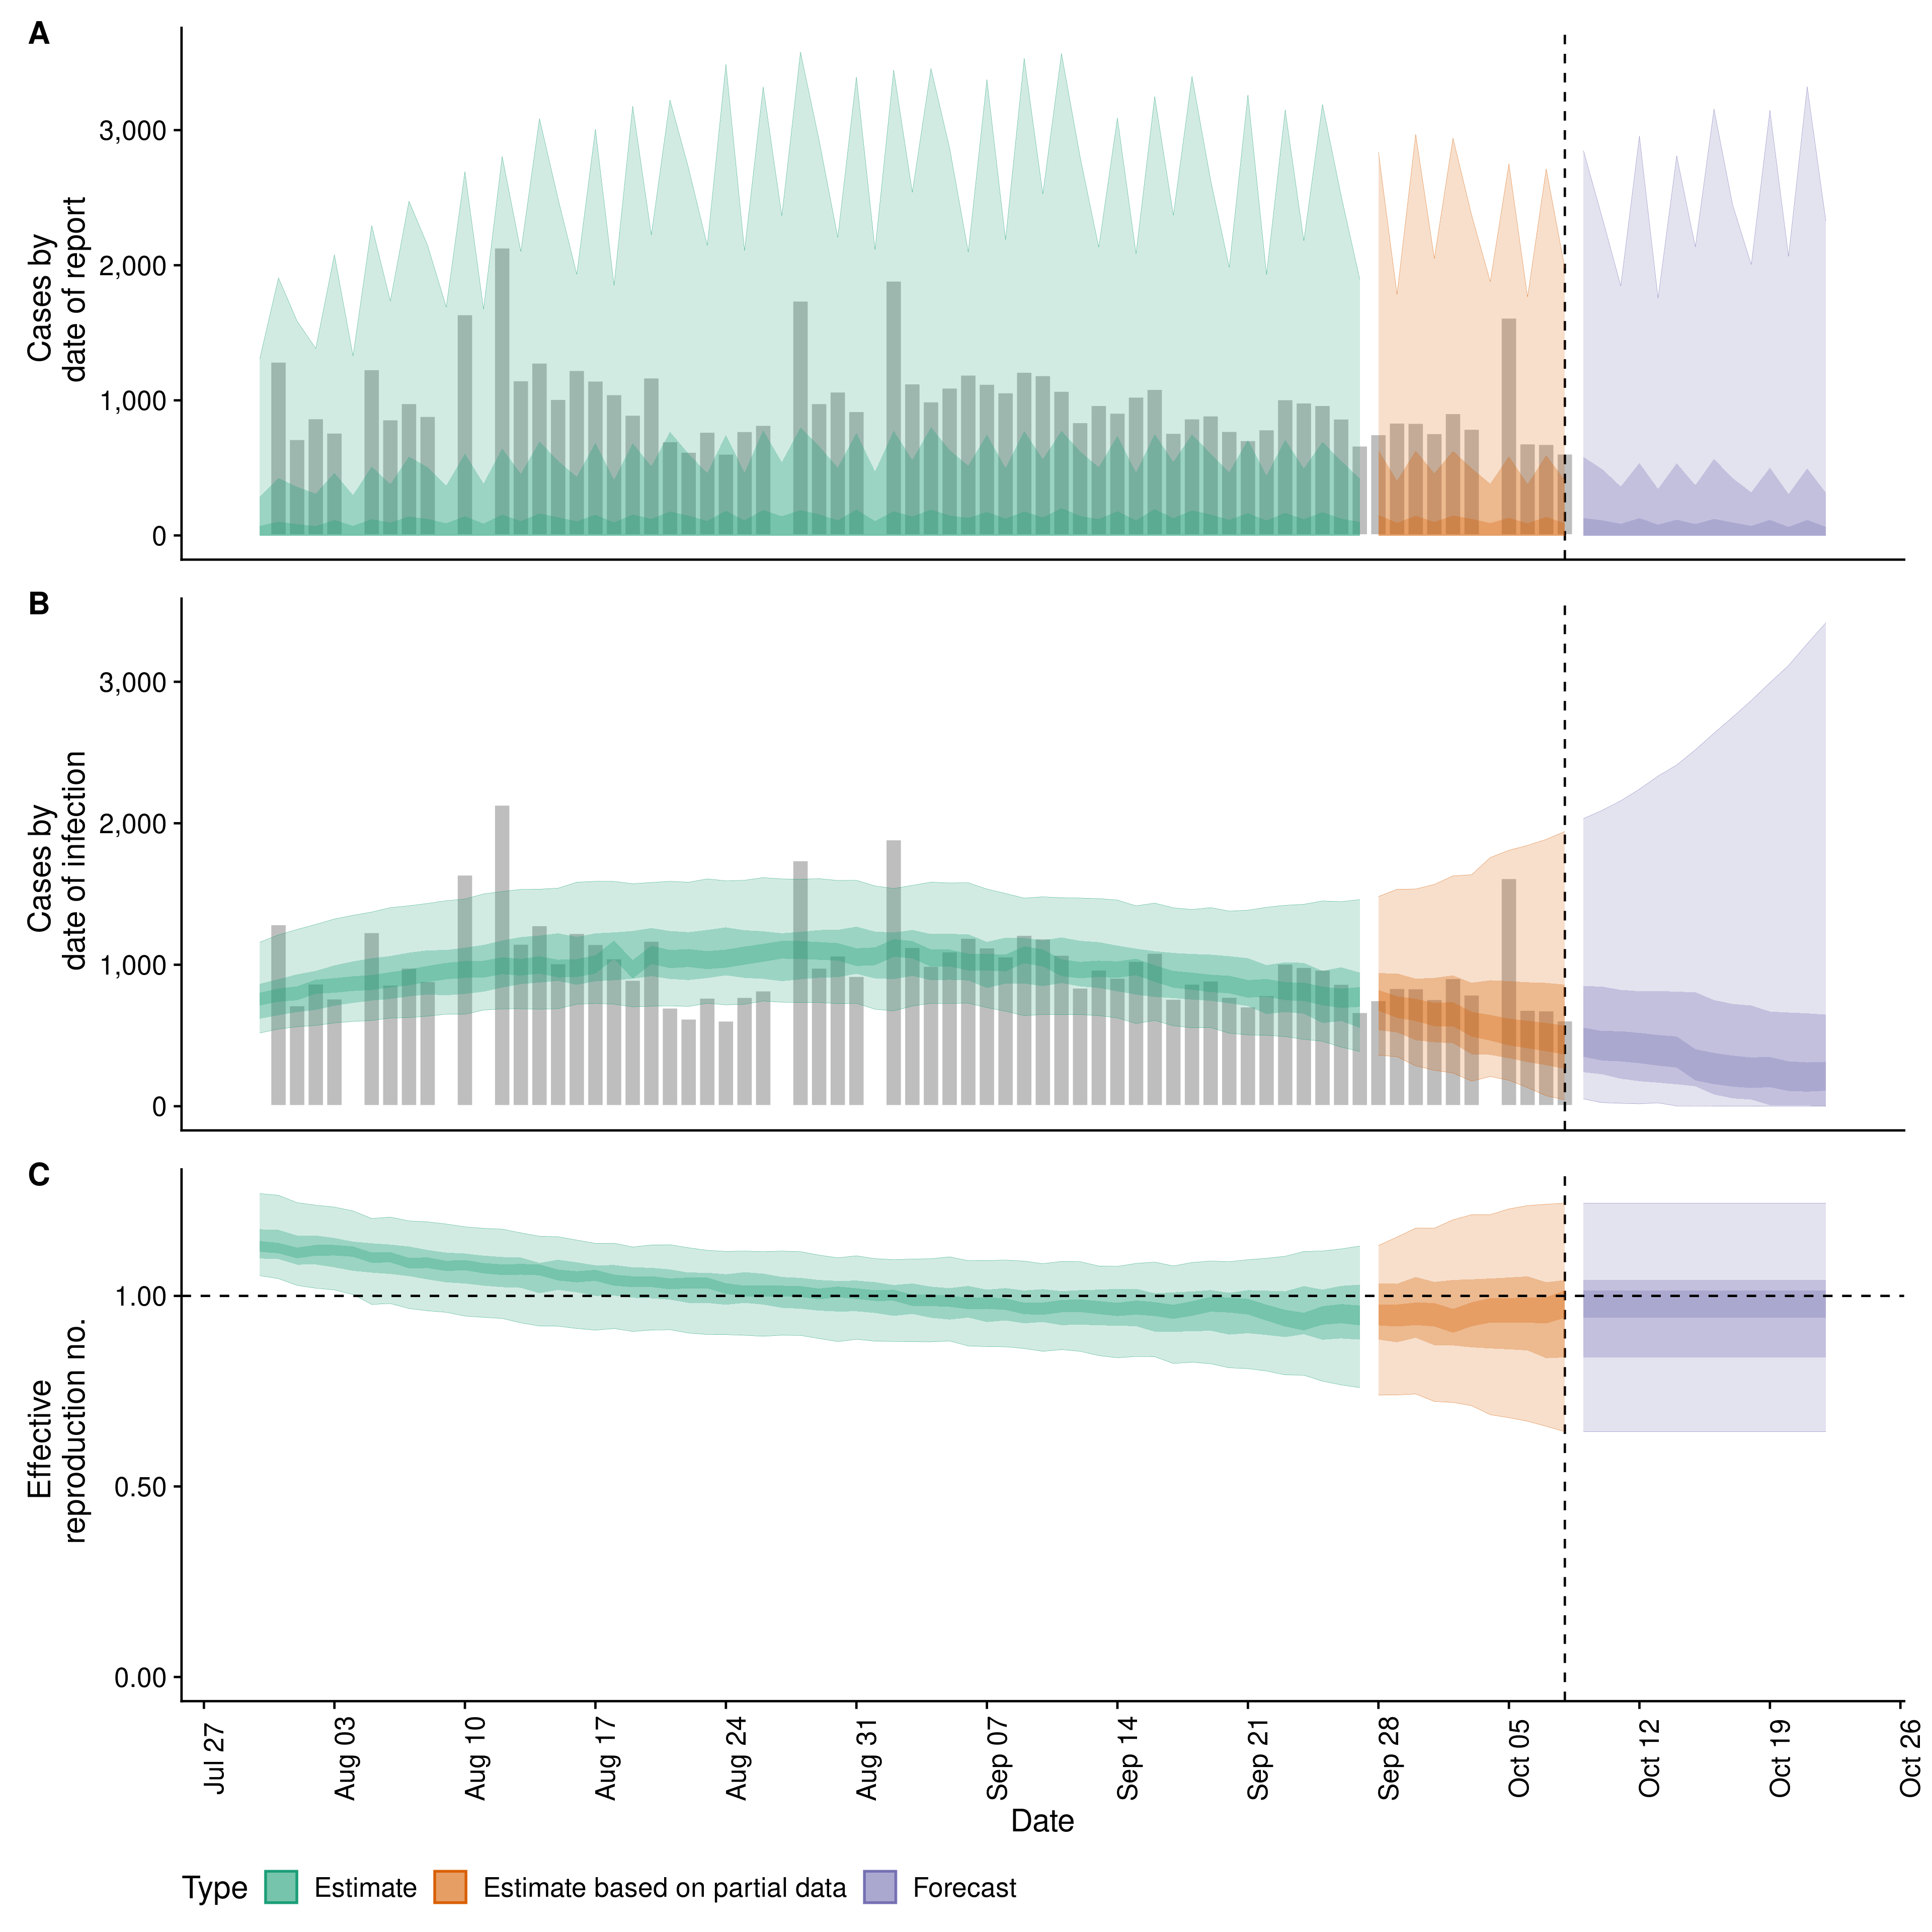 A
Cases by
date of report
3,000
2,000
1,000
0
B
Cases by
date of infection
3,000
2,000
1,000
0
C
Effective
reproduction no.
1.00
0.50
0.00
Jul 27
Aug 03
Aug 10
Aug 17
Aug 24
Aug 31
Sep 07
Sep 14
Sep 21
Sep 28
Oct 05
Oct 12
Oct 19
Oct 26
Date
Type Estimate Estimate based on partial data Forecast